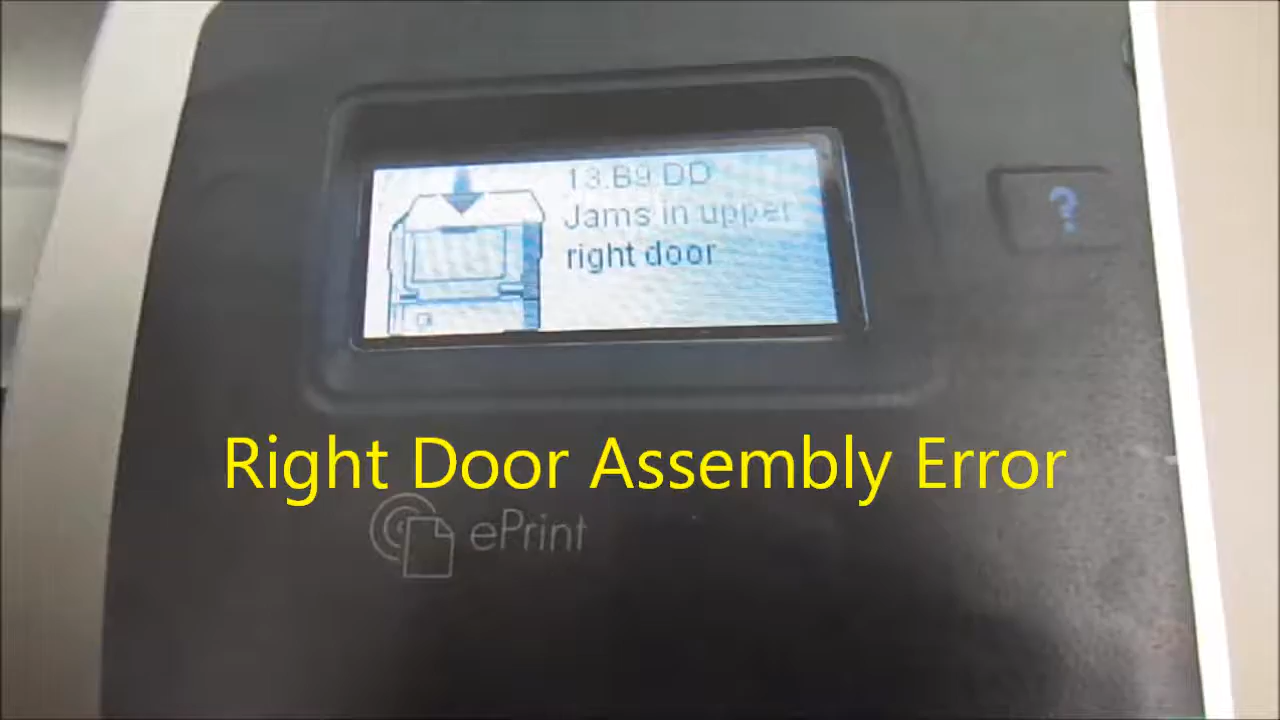 13.B9.DD
Jams in upper
right door
?
Right Door Assembly Error
ePrint